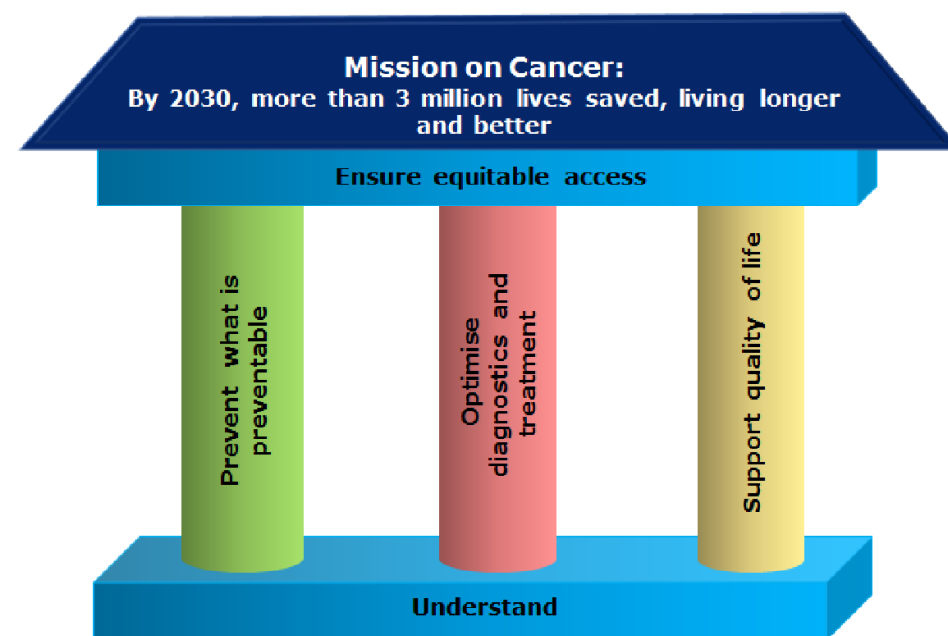 Mission on Cancer:
By 2030, more than 3 million lives saved, living longer
and better
Ensure equitable access
Prevent what is
preventable
Optimise
diagnostics and
treatment
Support quality of life
Understand